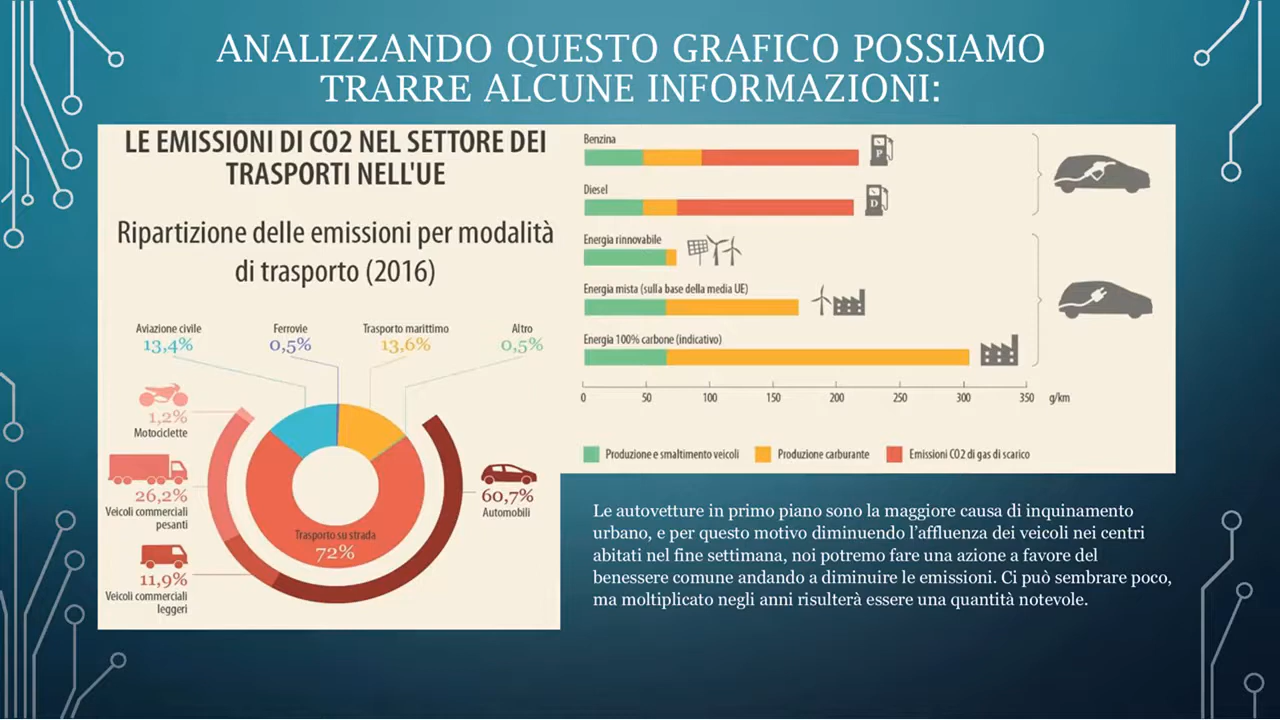 ANALIZZANDO QUESTO GRAFICO POSSIAMO
TRARRE ALCUNE INFORMAZIONI:
LE EMISSIONI DI CO2 NEL SETTORE DEI
TRASPORTI NELL'UE
Ripartizione delle emissioni per modalità
di trasporto (2016)
Aviazione civile
13,4%
Ferrovie
0,5%
Trasporto marittimo
13,6%
Altro
0,5%
1,2%
Motociclette
26,2%
Veicoli commerciali
pesanti
11,9%
Veicoli commerciali
leggeri
Trasporto su strada
72%
60,7%
Automobili
Benzina
P
Diesel
D
Energia rinnovabile
Energia mista (sulla base della media UE)
Energia 100% carbone (indicativo)
0 50 100 150 200 250 300 350 g/km
Produzione e smaltimento veicoli
Produzione carburante
Emissioni CO2 di gas di scarico
Le autovetture in primo piano sono la maggiore causa di inquinamento
urbano, e per questo motivo diminuendo l'affluenza dei veicoli nei centri
abitati nel fine settimana, noi potremo fare una azione a favore del
benessere comune andando a diminuire le emissioni. Ci può sembrare poco,
ma moltiplicato negli anni risulterà essere una quantità notevole.